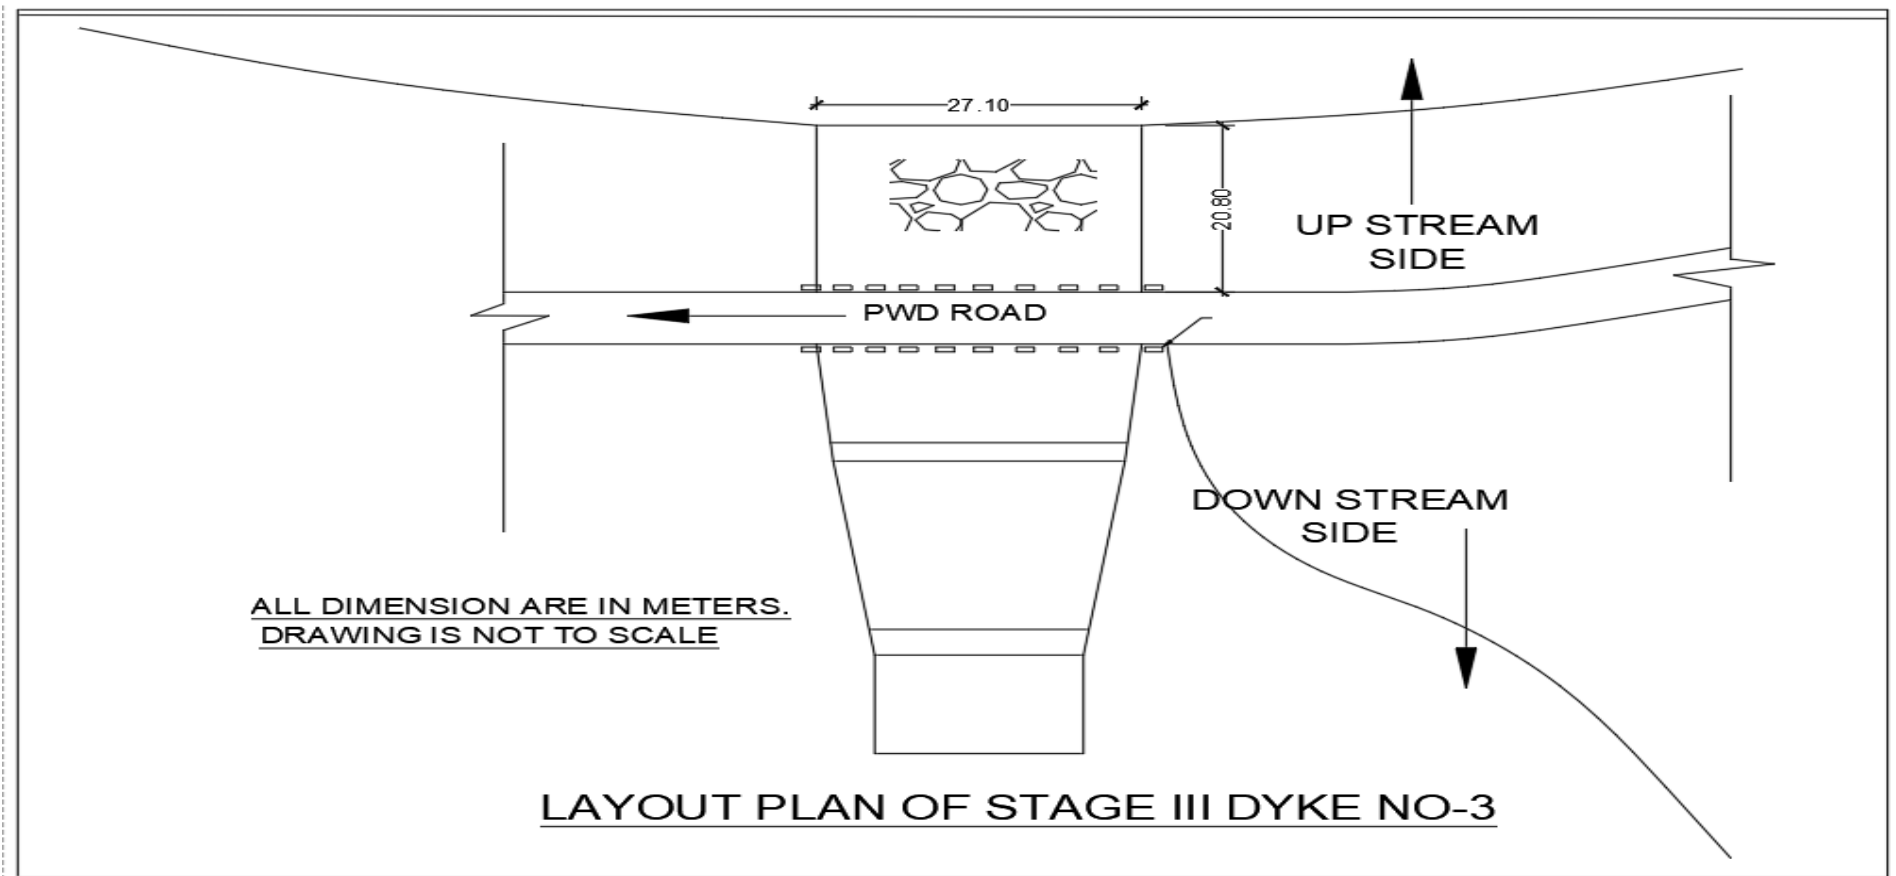 27.10
20.80
UP STREAM
SIDE
PWD ROAD
DOWN STREAM
SIDE
ALL DIMENSION ARE IN METERS.
DRAWING IS NOT TO SCALE
LAYOUT PLAN OF STAGE III DYKE NO-3